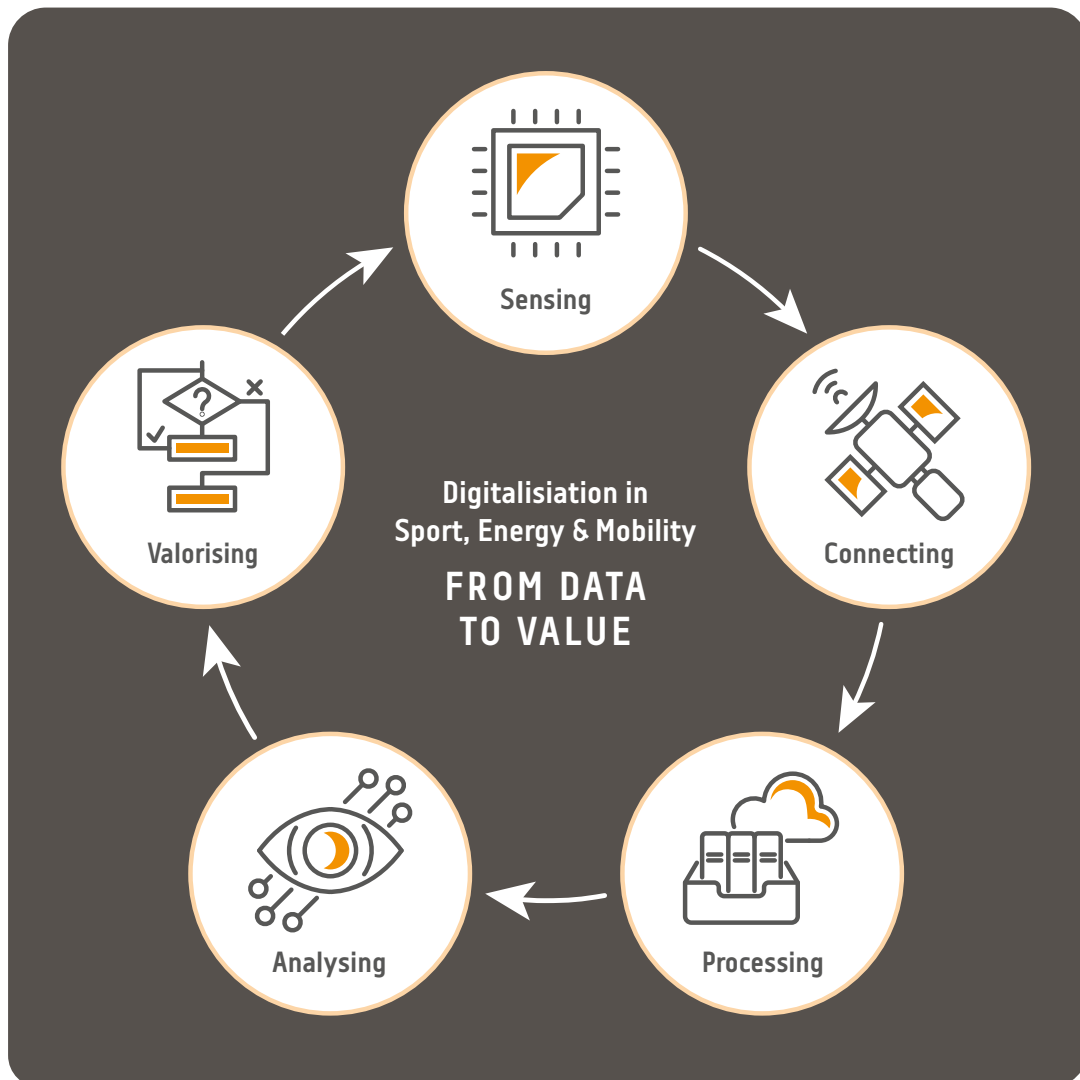 Sensing
Connecting
Processing
Analysing
Valorising
?
Digitalisiation in
Sport, Energy & Mobility
FROM DATA
TO VALUE